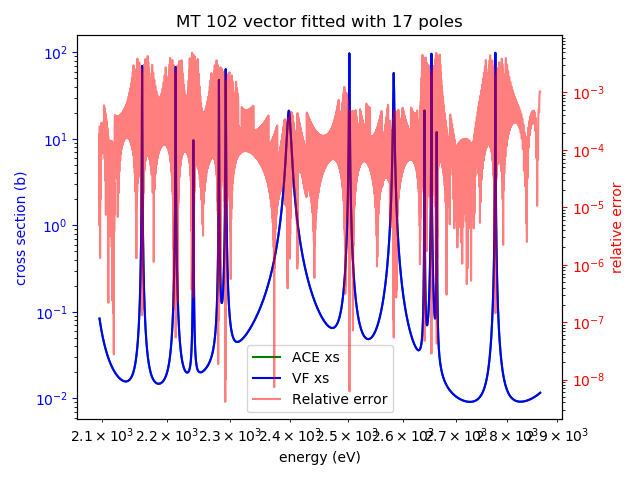 MT 102 vector fitted with 17 poles
cross section (b)
10²
10¹
10⁰
10⁻¹
10⁻²
relative error
10⁻³
10⁻⁴
10⁻⁵
10⁻⁶
10⁻⁷
10⁻⁸
ACE xs
VF xs
Relative error
2.1 × 10³ 2.2 × 10³ 2.3 × 10³ 2.4 × 10³ 2.5 × 10³ 2.6 × 10³ 2.7 × 10³ 2.8 × 10³ 2.9 × 10³
energy (eV)